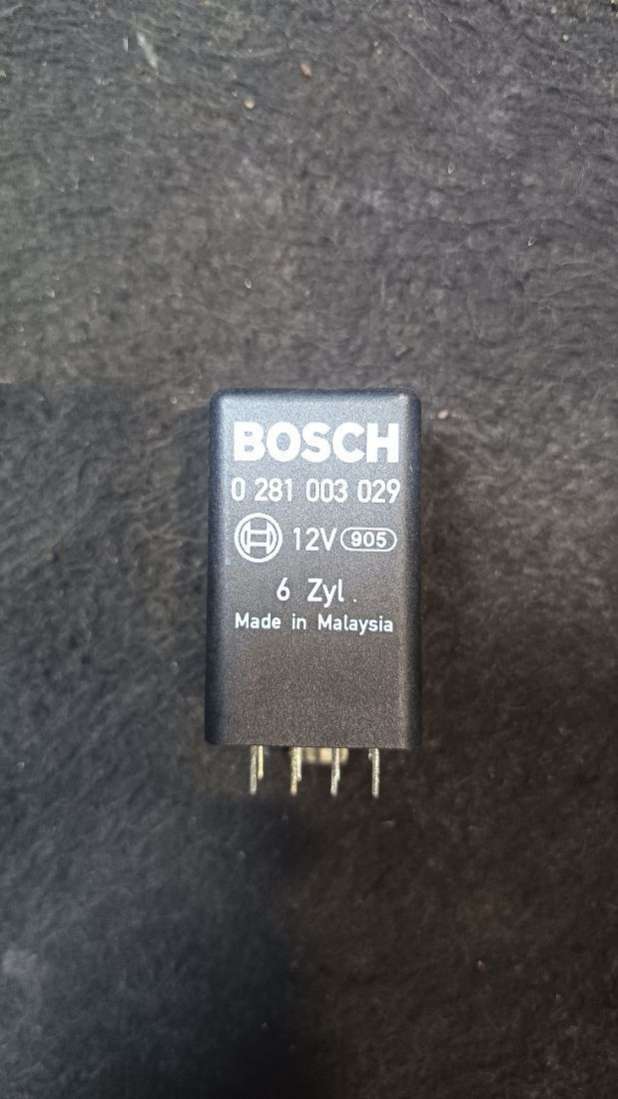 BOSCH
0 281 003 029
12V 905
6 Zyl.
Made in Malaysia